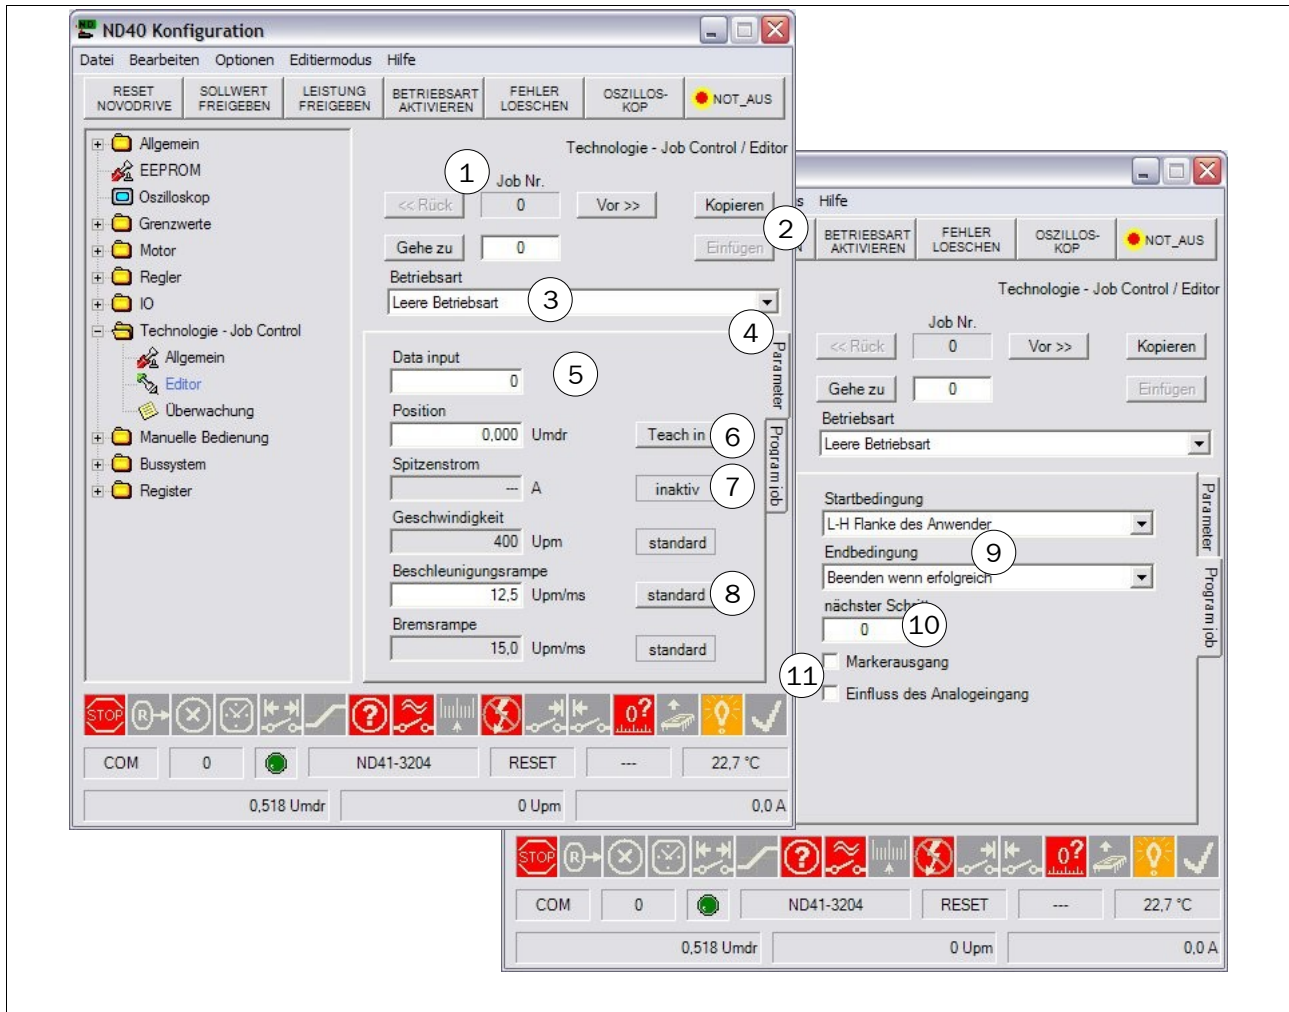 ND40 Konfiguration
Datei Bearbeiten Optionen Editiermodus Hilfe
RESET NOVODRIVE
SOLLWERT FREIGEBEN
LEISTUNG FREIGEBEN
BETRIEBSART AKTIVIEREN
FEHLER LOESCHEN
OSZILLOS-KOP
NOT_AUS
Allgemein
EEPROM
Oszilloskop
Grenzwerte
Motor
Regler
IO
Technologie - Job Control
Allgemein
Editor
Überwachung
Manuelle Bedienung
Bussystem
Register
Technologie - Job Control / Editor
1
Job Nr.
<< Rück 0 Vor >> Kopieren
2
Gehe zu 0 Einfügen
Betriebsart
Leere Betriebsart 3
4
Parameter
Program job
Data input
0
5
Position
0,000 Umdr Teach in 6
Spitzenstrom
--- A inaktiv 7
Geschwindigkeit
400 Upm standard
Beschleunigungsrampe
12,5 Upm/ms standard 8
Bremsrampe
15,0 Upm/ms standard
STOP R ? 0?
COM 0 ND41-3204 RESET --- 22,7 °C
0,518 Umdr 0 Upm 0,0 A
s Hilfe
N
BETRIEBSART AKTIVIEREN
FEHLER LOESCHEN
OSZILLOS-KOP
NOT_AUS
Technologie - Job Control / Editor
Job Nr.
<< Rück 0 Vor >> Kopieren
Gehe zu 0 Einfügen
Betriebsart
Leere Betriebsart
Parameter
Program job
Startbedingung
L-H Flanke des Anwender
Endbedingung
9
Beenden wenn erfolgreich
nächster Schritt
0 10
11
Markerausgang
Einfluss des Analogeingang
STOP R ? 0?
COM 0 ND41-3204 RESET --- 22,7 °C
0,518 Umdr 0 Upm 0,0 A